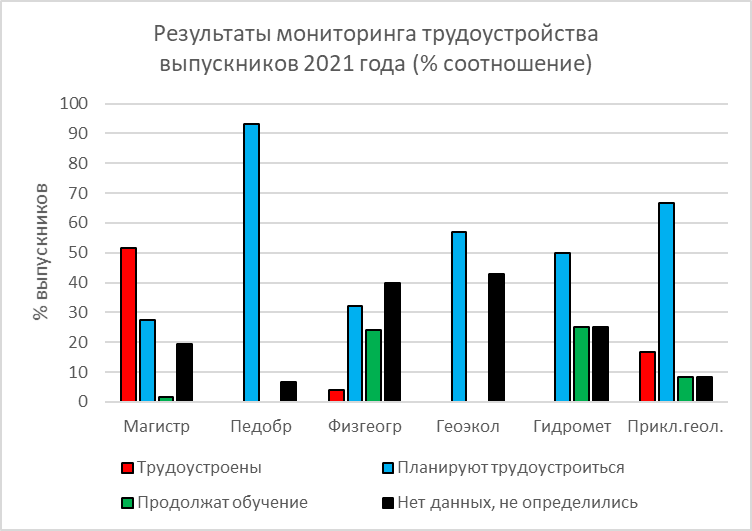 Результаты мониторинга трудоустройства
выпускников 2021 года (% соотношение)
% выпускников
100
90
80
70
60
50
40
30
20
10
0
Магистр Педобр Физгеогр Геоэкол Гидромет Прикл.геол.
Трудоустроены Планируют трудоустроиться
Продолжат обучение Нет данных, не определились